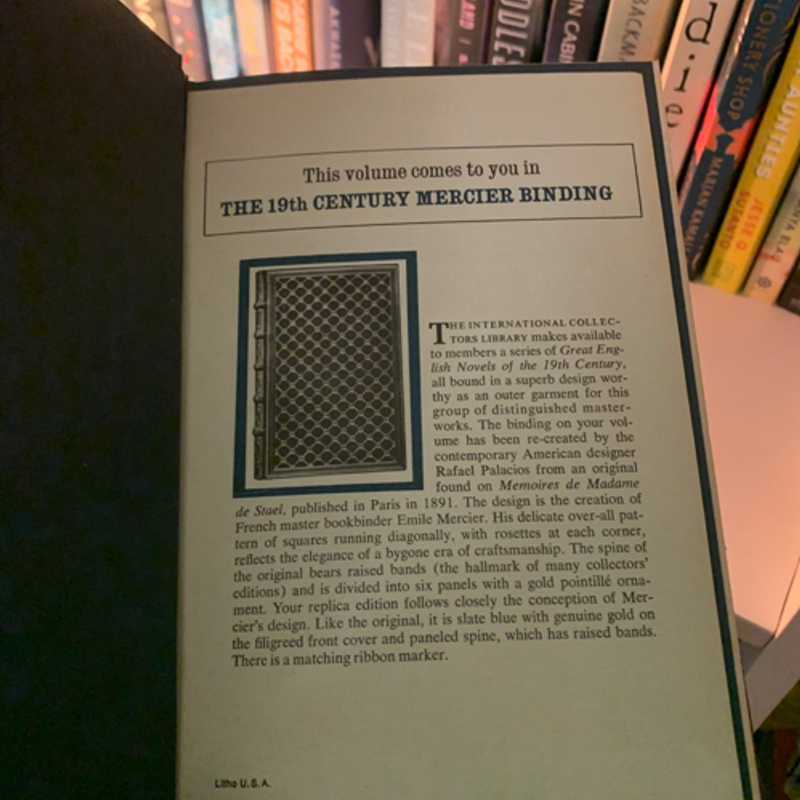 This volume comes to you in
THE 19th CENTURY MERCIER BINDING
THE INTERNATIONAL COLLEC-
TORS LIBRARY makes available
to members a series of Great Eng-
lish Novels of the 19th Century,
all bound in a superb design wor-
thy as an outer garment for this
group of distinguished master-
works. The binding on your vol-
ume has been re-created by the
contemporary American designer
Rafael Palacios from an original
found on Memoires de Madame
de Stael, published in Paris in 1891. The design is the creation of
French master bookbinder Emile Mercier. His delicate over-all pat-
tern of squares running diagonally, with rosettes at each corner,
reflects the elegance of a bygone era of craftsmanship. The spine of
the original bears raised bands (the hallmark of many collectors'
editions) and is divided into six panels with a gold pointillé orna-
ment. Your replica edition follows closely the conception of Mer-
cier's design. Like the original, it is slate blue with genuine gold on
the filigreed front cover and paneled spine, which has raised bands.
There is a matching ribbon marker.
Litho U.S.A.
BACKM
die
MARJAN KAMALI
AUNTIES
JESSE Q.
SUTANTO